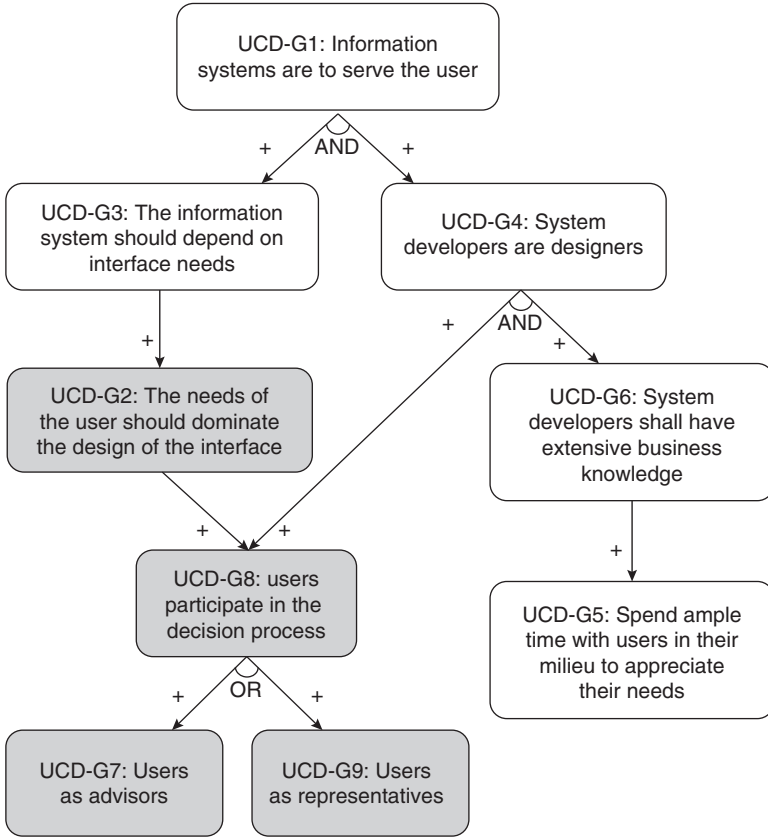 UCD-G1: Information
systems are to serve the user
+
AND
+
UCD-G3: The information
system should depend on
interface needs
UCD-G4: System
developers are designers
+
AND
+
+
UCD-G2: The needs of
the user should dominate
the design of the interface
UCD-G6: System
developers shall have
extensive business
knowledge
+
+
+
UCD-G8: users
participate in the
decision process
UCD-G5: Spend ample
time with users in their
milieu to appreciate
their needs
+
OR
+
UCD-G7: Users
as advisors
UCD-G9: Users
as representatives